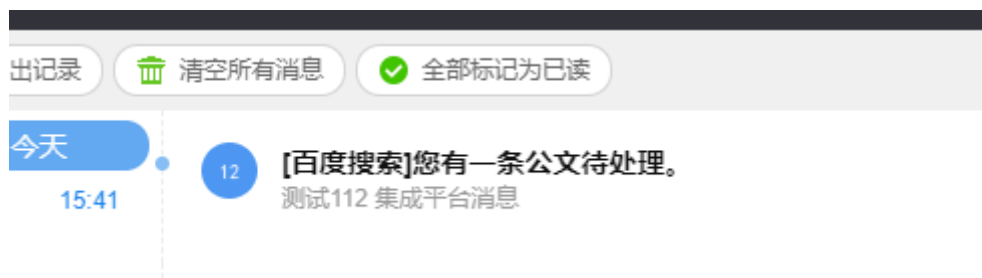 出记录 清空所有消息 全部标记为已读
今天
12 [百度搜索]您有一条公文待处理。
15:41 测试112 集成平台消息